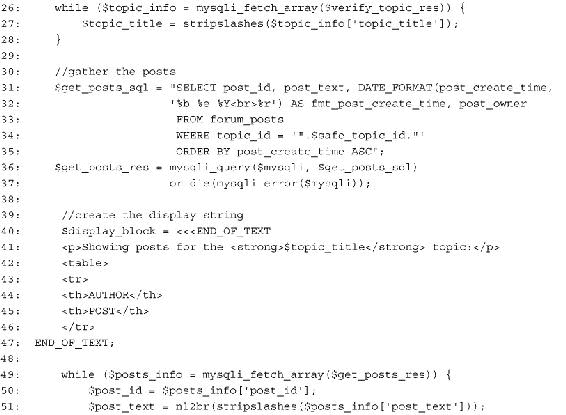 26:     while ($topic_info = mysqli_fetch_array($verify_topic_res)) {
27:         $topic_title = stripslashes($topic_info['topic_title']);
28:     }
29:
30:     //gather the posts
31:     $get_posts_sql = "SELECT post_id, post_text, DATE_FORMAT(post_create_time,
32:                  '%b %e %Y<br>%r') AS fmt_post_create_time, post_owner
33:                   FROM forum_posts
34:                   WHERE topic_id = '".$safe_topic_id."'
35:                   ORDER BY post_create_time ASC";
36:     $get_posts_res = mysqli_query($mysqli, $get_posts_sql)
37:                  or die(mysqli_error($mysqli));
38:
39:      //create the display string
40:      $display_block = <<<END_OF_TEXT
41:      <p>Showing posts for the <strong>$topic_title</strong> topic:</p>
42:      <table>
43:      <tr>
44:      <th>AUTHOR</th>
45:      <th>POST</th>
46:      </tr>
47:  END_OF_TEXT;
48:
49:      while ($posts_info = mysqli_fetch_array($get_posts_res)) {
50:          $post_id = $posts_info['post_id'];
51:          $post_text = nl2br(stripslashes($posts_info['post_text']));